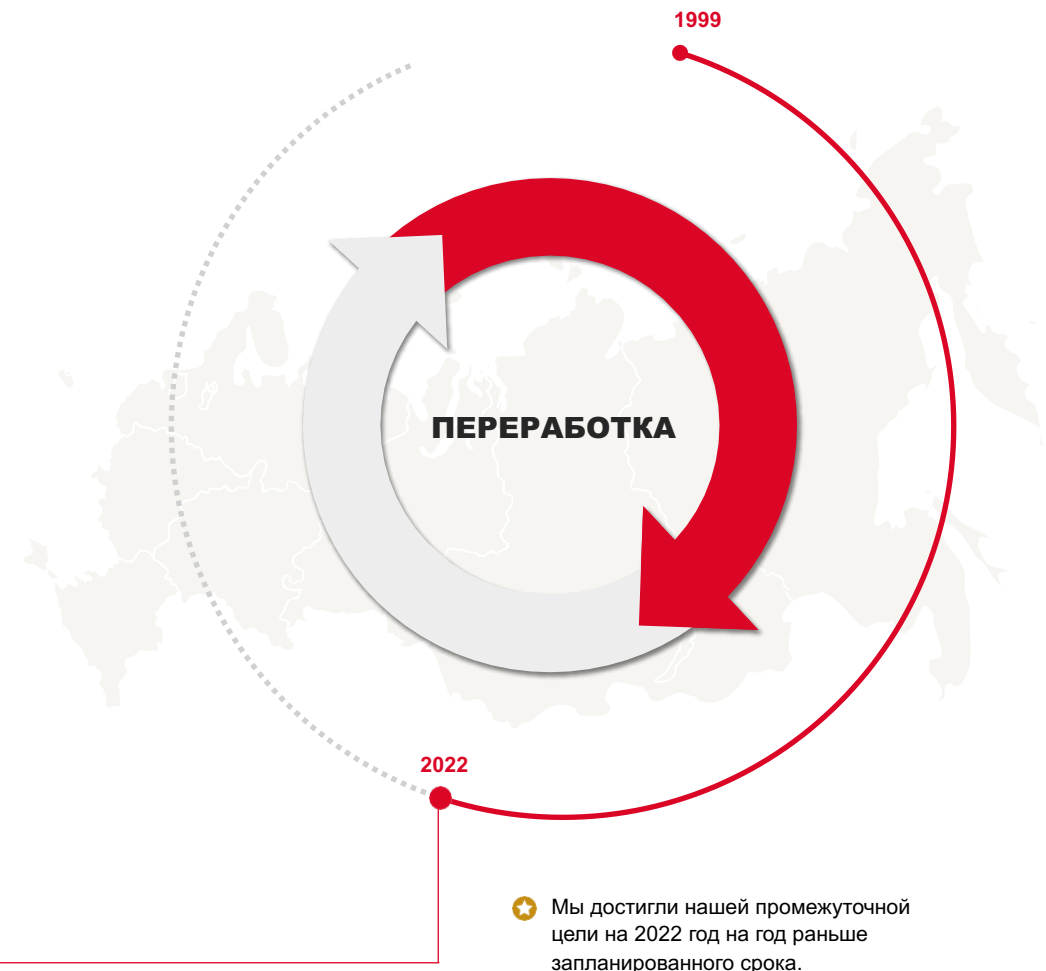 1999
ПЕРЕРАБОТКА
2022
Мы достигли нашей промежуточной
цели на 2022 год на год раньше
запланированного срока.